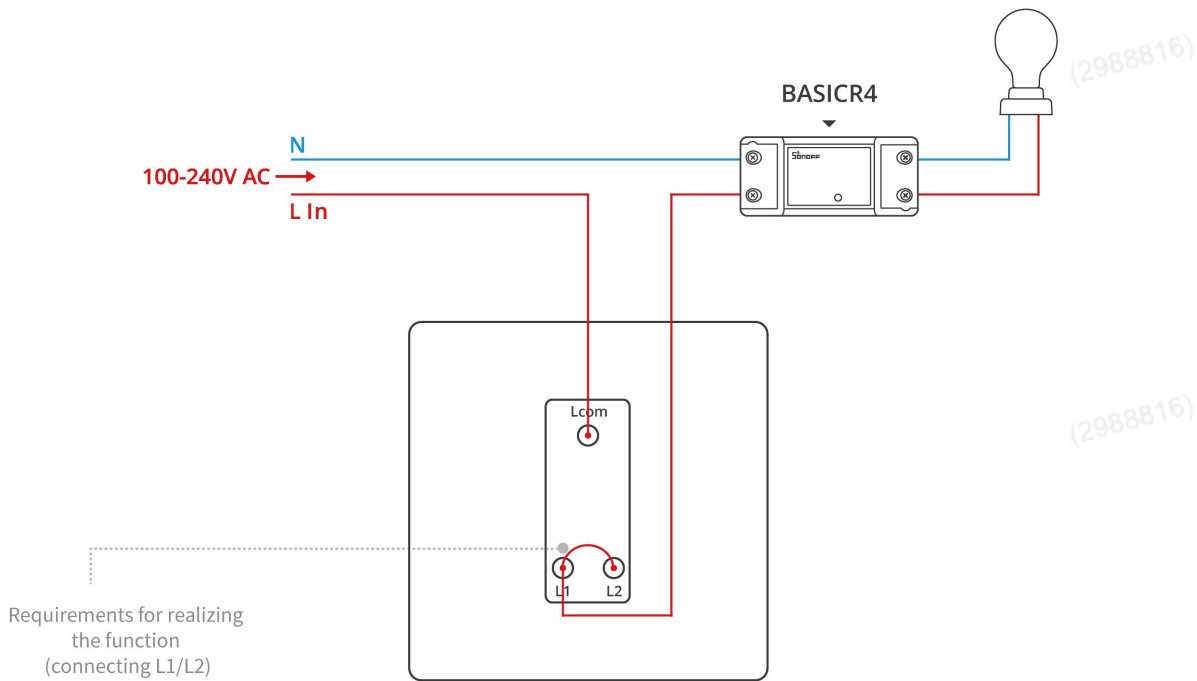 (2988816)
BASICR4
N
SONOFF
100-240V AC
L In
Lcom
(2988816)
L1 L2
Requirements for realizing
the function
(connecting L1/L2)